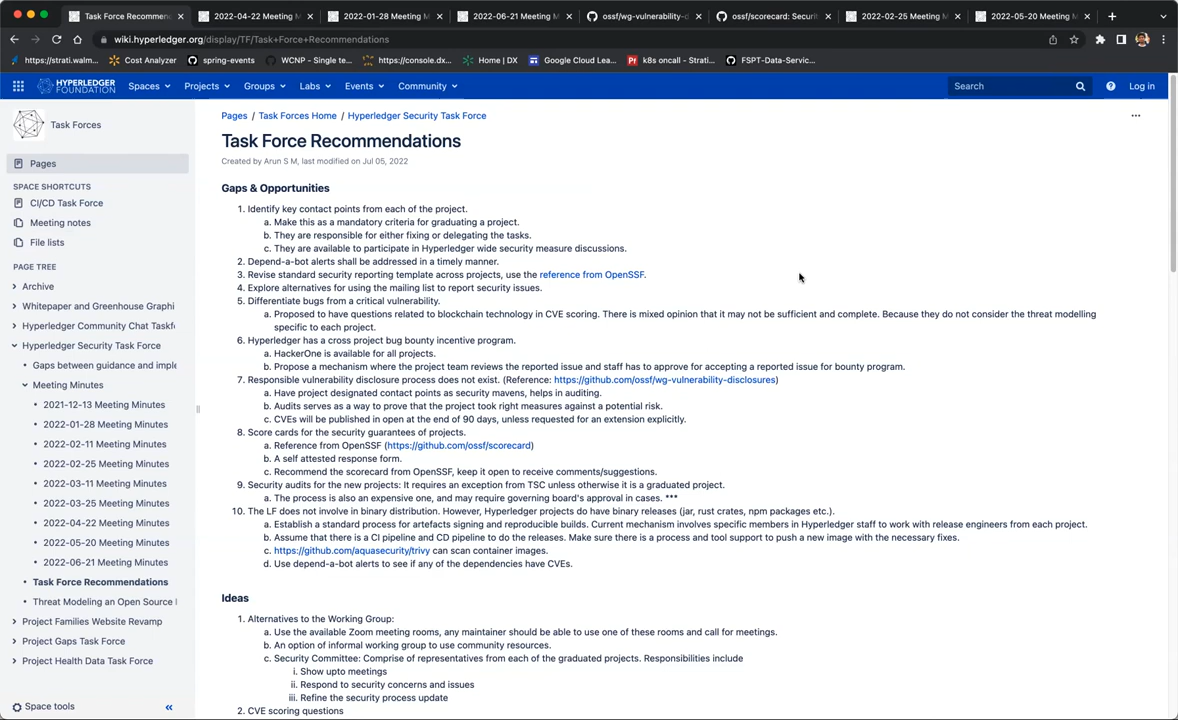 Task Force Recommen
2022-04-22 Meeting M
2022-01-28 Meeting M
2022-06-21 Meeting M
ossf/wg-vulnerability-d
ossf/scorecard: Securit
2022-02-25 Meeting M
2022-05-20 Meeting M
wiki.hyperledger.org/display/TF/Task+Force+Recommendations
https://strati.walm...
Cost Analyzer
spring-events
WCNP - Single te...
https://console.dx...
Home | DX
Google Cloud Lea...
k8s oncall - Strati...
FSPT-Data-Servic...
HYPERLEDGER FOUNDATION
Spaces
Projects
Groups
Labs
Events
Community
Search
Log in
Task Forces
Pages
SPACE SHORTCUTS
CI/CD Task Force
Meeting notes
File lists
PAGE TREE
Archive
Whitepaper and Greenhouse Graphi
Hyperledger Community Chat Taskf
Hyperledger Security Task Force
Gaps between guidance and imple
Meeting Minutes
2021-12-13 Meeting Minutes
2022-01-28 Meeting Minutes
2022-02-11 Meeting Minutes
2022-02-25 Meeting Minutes
2022-03-11 Meeting Minutes
2022-03-25 Meeting Minutes
2022-04-22 Meeting Minutes
2022-05-20 Meeting Minutes
2022-06-21 Meeting Minutes
Task Force Recommendations
Threat Modeling an Open Source
Project Families Website Revamp
Project Gaps Task Force
Project Health Data Task Force
Space tools
Pages / Task Forces Home / Hyperledger Security Task Force
Task Force Recommendations
Created by Arun S M, last modified on Jul 05, 2022
Gaps & Opportunities
1. Identify key contact points from each of the project.
a. Make this as a mandatory criteria for graduating a project.
b. They are responsible for either fixing or delegating the tasks.
c. They are available to participate in Hyperledger wide security measure discussions.
2. Depend-a-bot alerts shall be addressed in a timely manner.
3. Revise standard security reporting template across projects, use the reference from OpenSSF.
4. Explore alternatives for using the mailing list to report security issues.
5. Differentiate bugs from a critical vulnerability.
a. Proposed to have questions related to blockchain technology in CVE scoring. There is mixed opinion that it may not be sufficient and complete. Because they do not consider the threat modelling
specific to each project.
6. Hyperledger has a cross project bug bounty incentive program.
a. HackerOne is available for all projects.
b. Propose a mechanism where the project team reviews the reported issue and staff has to approve for accepting a reported issue for bounty program.
7. Responsible vulnerability disclosure process does not exist. (Reference: https://github.com/ossf/wg-vulnerability-disclosures)
a. Have project designated contact points as security mavens, helps in auditing.
b. Audits serves as a way to prove that the project took right measures against a potential risk.
c. CVEs will be published in open at the end of 90 days, unless requested for an extension explicitly.
8. Score cards for the security guarantees of projects.
a. Reference from OpenSSF (https://github.com/ossf/scorecard)
b. A self attested response form.
c. Recommend the scorecard from OpenSSF, keep it open to receive comments/suggestions.
9. Security audits for the new projects: It requires an exception from TSC unless otherwise it is a graduated project.
a. The process is also an expensive one, and may require governing board's approval in cases. ***
10. The LF does not involve in binary distribution. However, Hyperledger projects do have binary releases (jar, rust crates, npm packages etc.).
a. Establish a standard process for artefacts signing and reproducible builds. Current mechanism involves specific members in Hyperledger staff to work with release engineers from each project.
b. Assume that there is a CI pipeline and CD pipeline to do the releases. Make sure there is a process and tool support to push a new image with the necessary fixes.
c. https://github.com/aquasecurity/trivy can scan container images.
d. Use depend-a-bot alerts to see if any of the dependencies have CVEs.
Ideas
1. Alternatives to the Working Group:
a. Use the available Zoom meeting rooms, any maintainer should be able to use one of these rooms and call for meetings.
b. An option of informal working group to use community resources.
c. Security Committee: Comprise of representatives from each of the graduated projects. Responsibilities include
i. Show upto meetings
ii. Respond to security concerns and issues
iii. Refine the security process update
2. CVE scoring questions